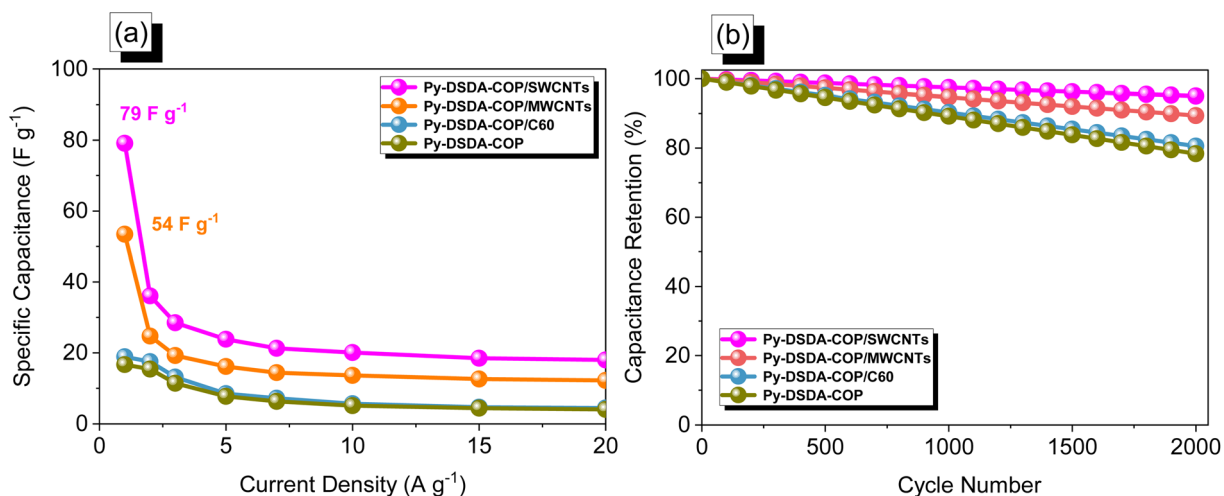 (a)
100
80
60
40
20
0
0
5
10
15
20
Specific Capacitance (F g⁻¹)
Current Density (A g⁻¹)
79 F g⁻¹
54 F g⁻¹
Py-DSDA-COP/SWCNTs
Py-DSDA-COP/MWCNTs
Py-DSDA-COP/C60
Py-DSDA-COP
(b)
100
80
60
40
20
0
0
500
1000
1500
2000
Capacitance Retention (%)
Cycle Number
Py-DSDA-COP/SWCNTs
Py-DSDA-COP/MWCNTs
Py-DSDA-COP/C60
Py-DSDA-COP